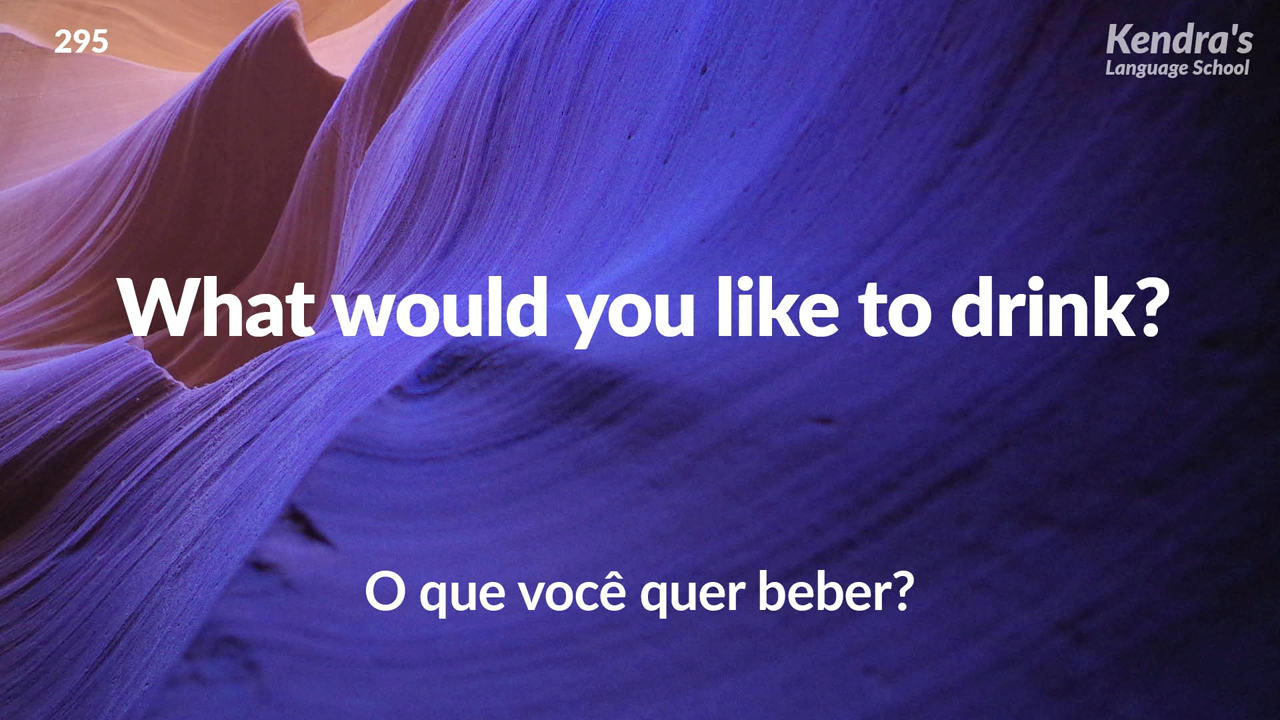 295
Kendra's
Language School
What would you like to drink?
O que você quer beber?